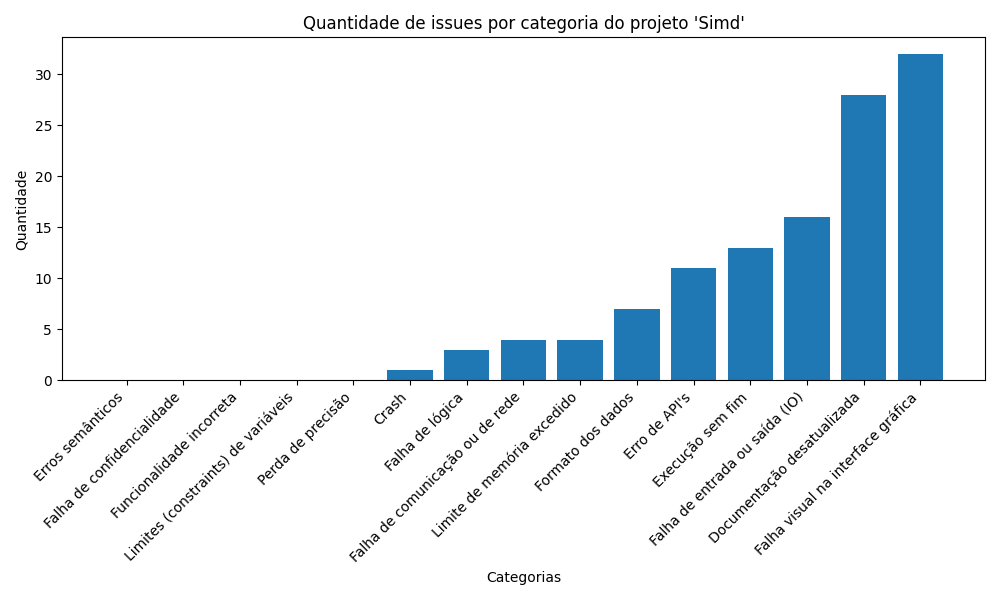 Quantidade de issues por categoria do projeto 'Simd'
Quantidade
30
25
20
15
10
5
0
Erros semânticos
Falha de confidencialidade
Funcionalidade incorreta
Limites (constraints) de variáveis
Perda de precisão
Crash
Falha de lógica
Falha de comunicação ou de rede
Limite de memória excedido
Formato dos dados
Erro de API's
Execução sem fim
Falha de entrada ou saída (IO)
Documentação desatualizada
Falha visual na interface gráfica
Categorias